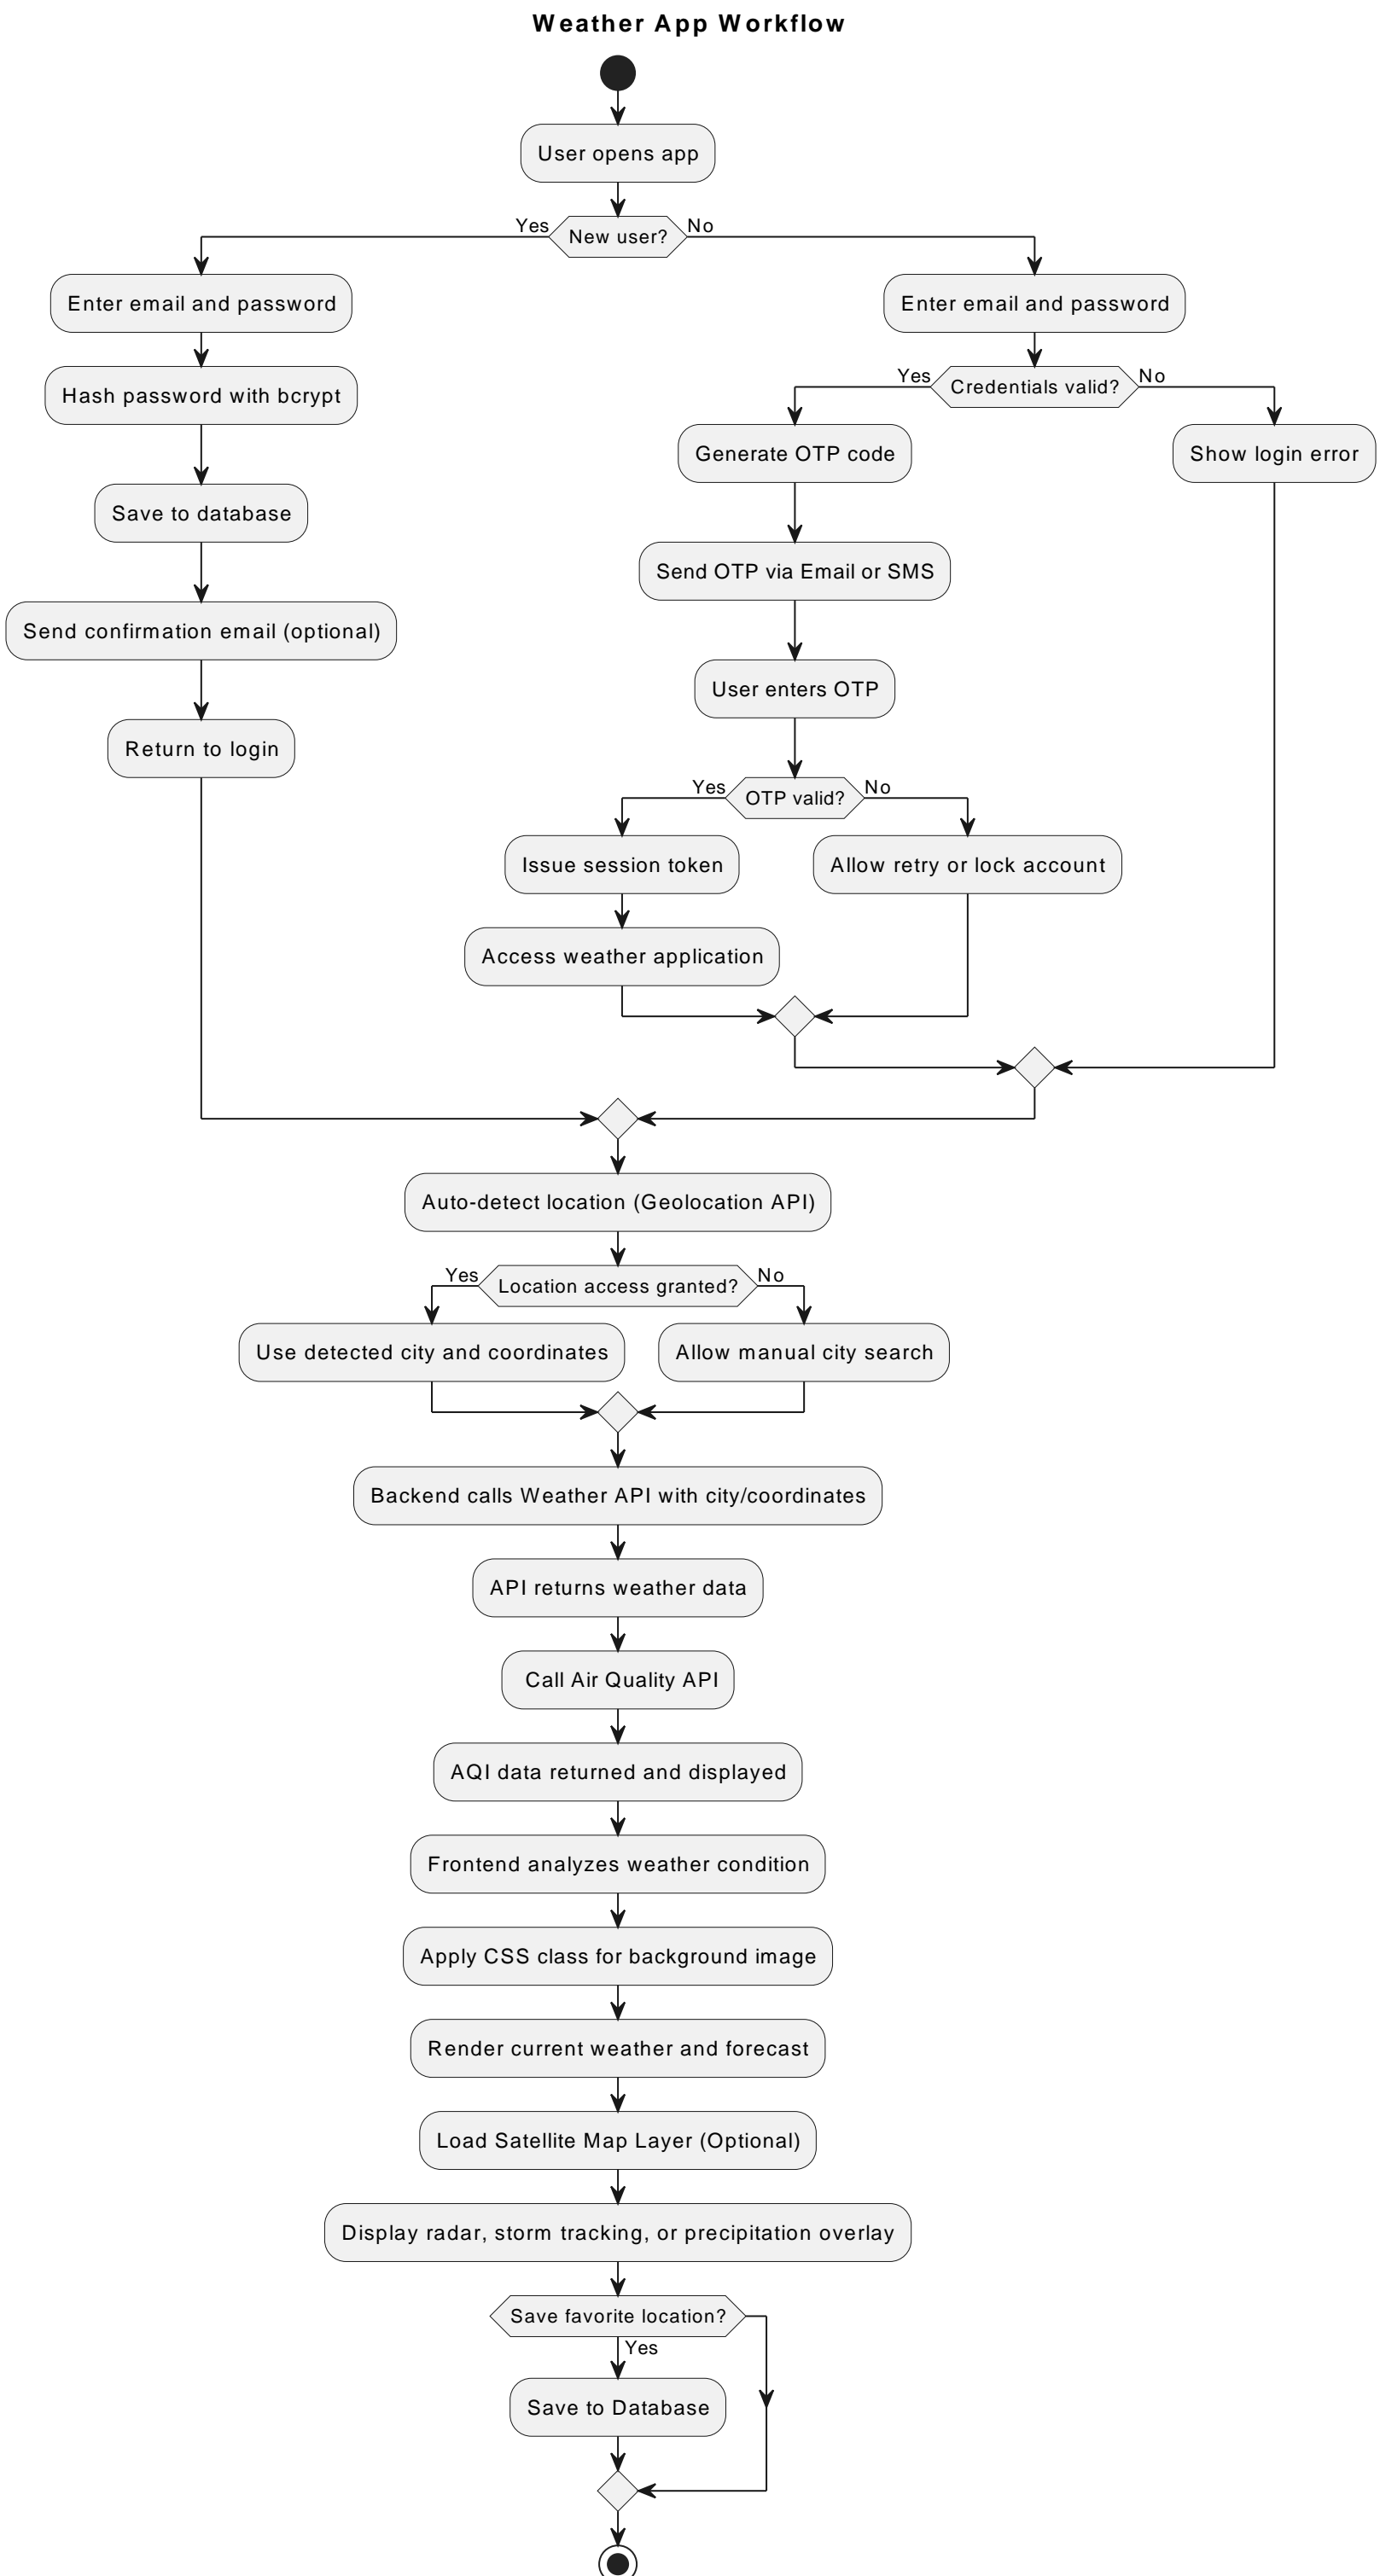 Weather App Workflow
User opens app
Yes
New user?
No
Enter email and password
Hash password with bcrypt
Save to database
Send confirmation email (optional)
Return to login
Enter email and password
Yes
Credentials valid?
No
Generate OTP code
Send OTP via Email or SMS
User enters OTP
Yes
OTP valid?
No
Issue session token
Access weather application
Allow retry or lock account
Show login error
Auto-detect location (Geolocation API)
Yes
Location access granted?
No
Use detected city and coordinates
Allow manual city search
Backend calls Weather API with city/coordinates
API returns weather data
Call Air Quality API
AQI data returned and displayed
Frontend analyzes weather condition
Apply CSS class for background image
Render current weather and forecast
Load Satellite Map Layer (Optional)
Display radar, storm tracking, or precipitation overlay
Save favorite location?
Yes
Save to Database